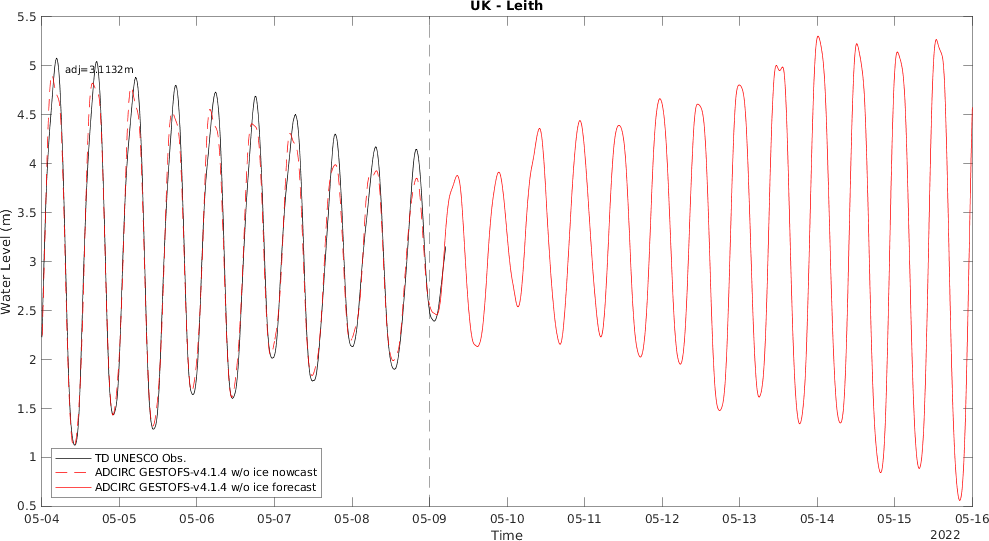 UK - Leith
5.5
5
4.5
4
3.5
3
2.5
2
1.5
1
0.5
Water Level (m)
adj=3.1132m
TD UNESCO Obs.
ADCIRC GESTOFS-v4.1.4 w/o ice nowcast
ADCIRC GESTOFS-v4.1.4 w/o ice forecast
05-04 05-05 05-06 05-07 05-08 05-09 05-10 05-11 05-12 05-13 05-14 05-15 05-16
Time
2022